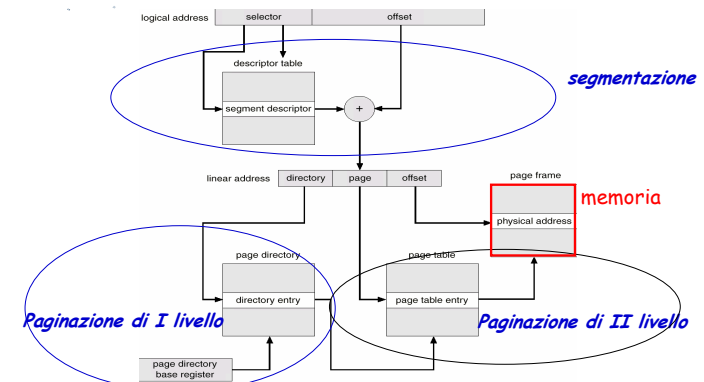 logical address
selector
offset
descriptor table
segmentazione
segment descriptor
+
linear address
directory
page
offset
page frame
memoria
physical address
page directory
page table
directory entry
page table entry
Paginazione di I livello
Paginazione di II livello
page directory
base register